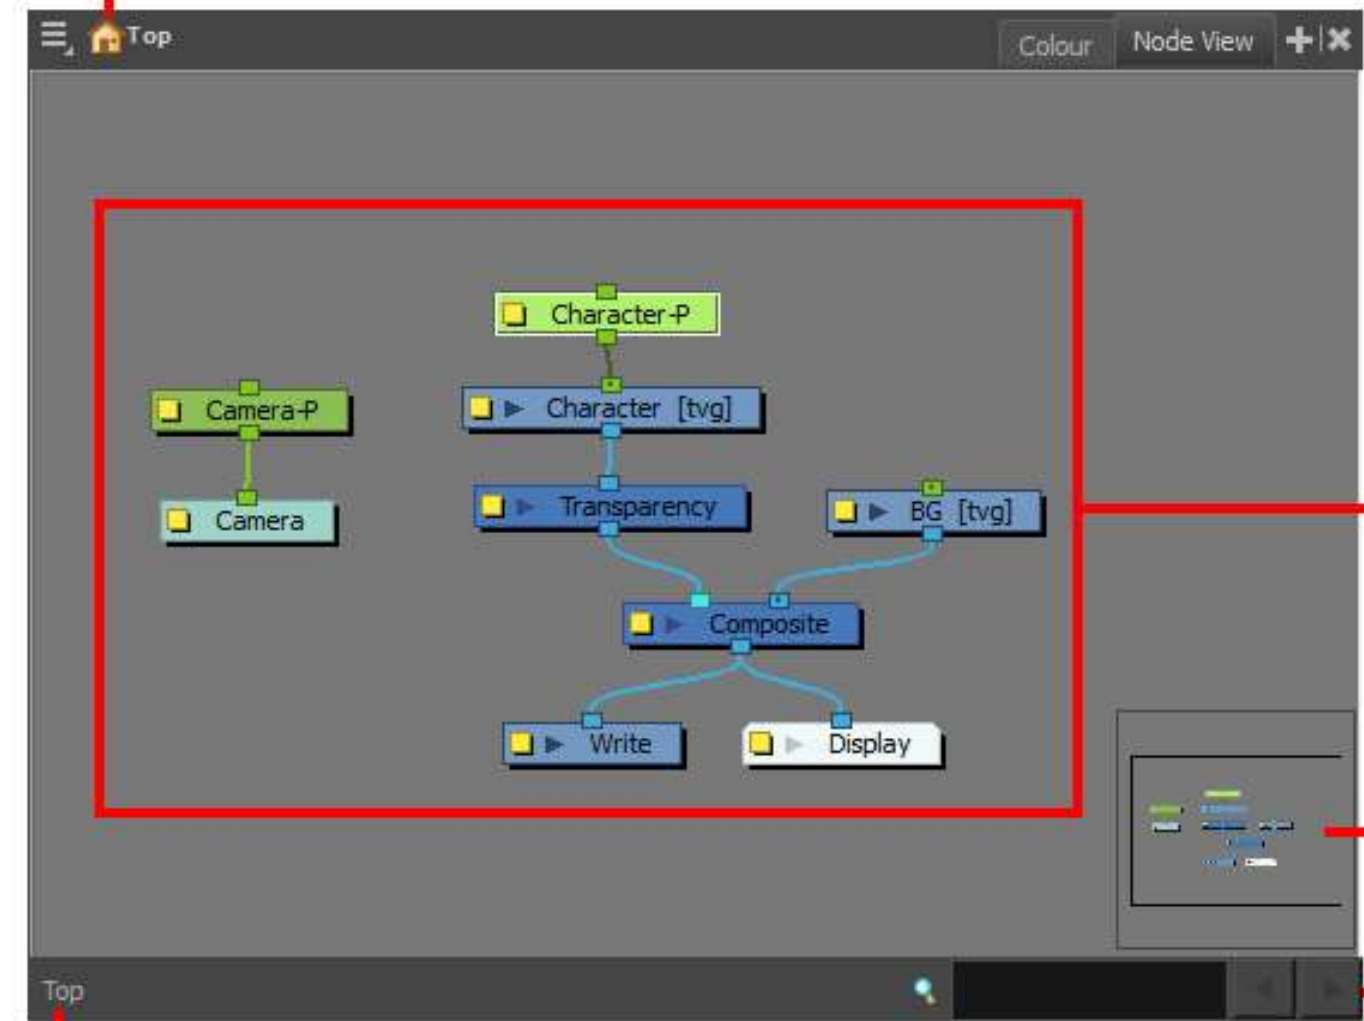 Top
Colour
Node View
Character-P
Camera-P
Character [tvg]
Transparency
Camera
BG [tvg]
Composite
Write
Display
Top